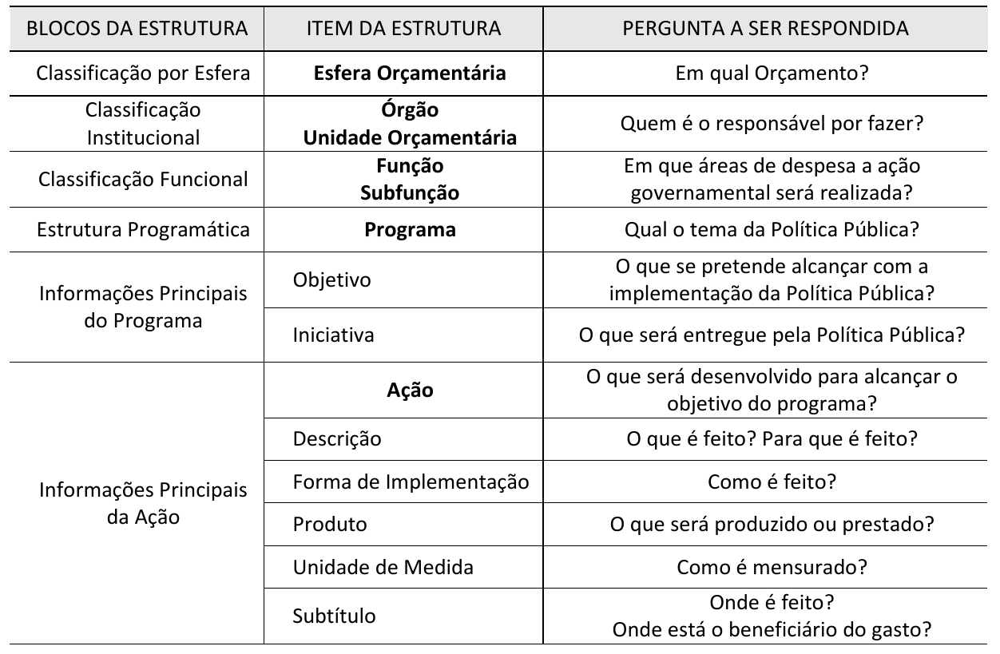 BLOCOS DA ESTRUTURA ITEM DA ESTRUTURA PERGUNTA A SER RESPONDIDA
Classificação por Esfera Esfera Orçamentária Em qual Orçamento?
Classificação
Institucional
Órgão
Unidade Orçamentária
Quem é o responsável por fazer?
Classificação Funcional
Função
Subfunção
Em que áreas de despesa a ação
governamental será realizada?
Estrutura Programática Programa Qual o tema da Política Pública?
Informações Principais
do Programa
Objetivo
O que se pretende alcançar com a
implementação da Política Pública?
Iniciativa O que será entregue pela Política Pública?
Informações Principais
da Ação
Ação
O que será desenvolvido para alcançar o
objetivo do programa?
Descrição O que é feito? Para que é feito?
Forma de Implementação Como é feito?
Produto O que será produzido ou prestado?
Unidade de Medida Como é mensurado?
Subtítulo
Onde é feito?
Onde está o beneficiário do gasto?